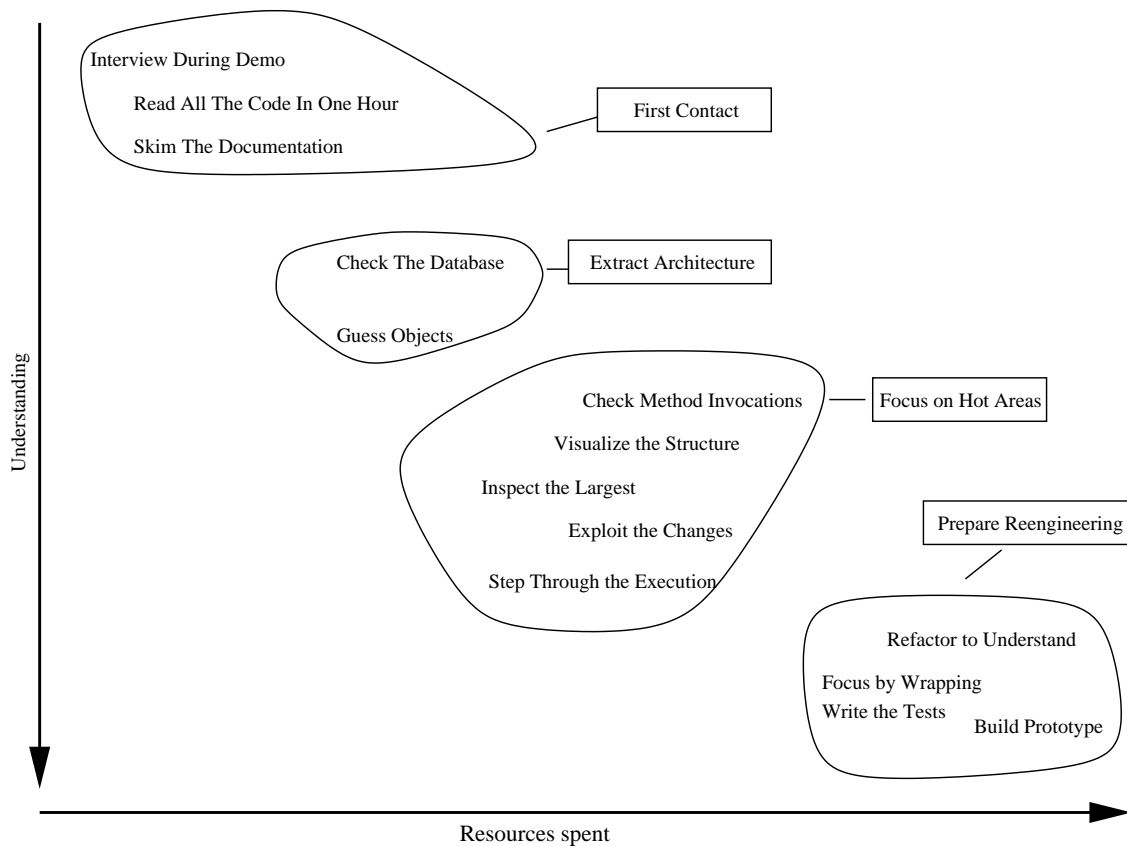 Interview During Demo
Read All The Code In One Hour
First Contact
Skim The Documentation
Check The Database
Extract Architecture
Guess Objects
Understanding
Check Method Invocations
Focus on Hot Areas
Visualize the Structure
Inspect the Largest
Exploit the Changes
Prepare Reengineering
Step Through the Execution
Refactor to Understand
Focus by Wrapping
Write the Tests
Build Prototype
Resources spent